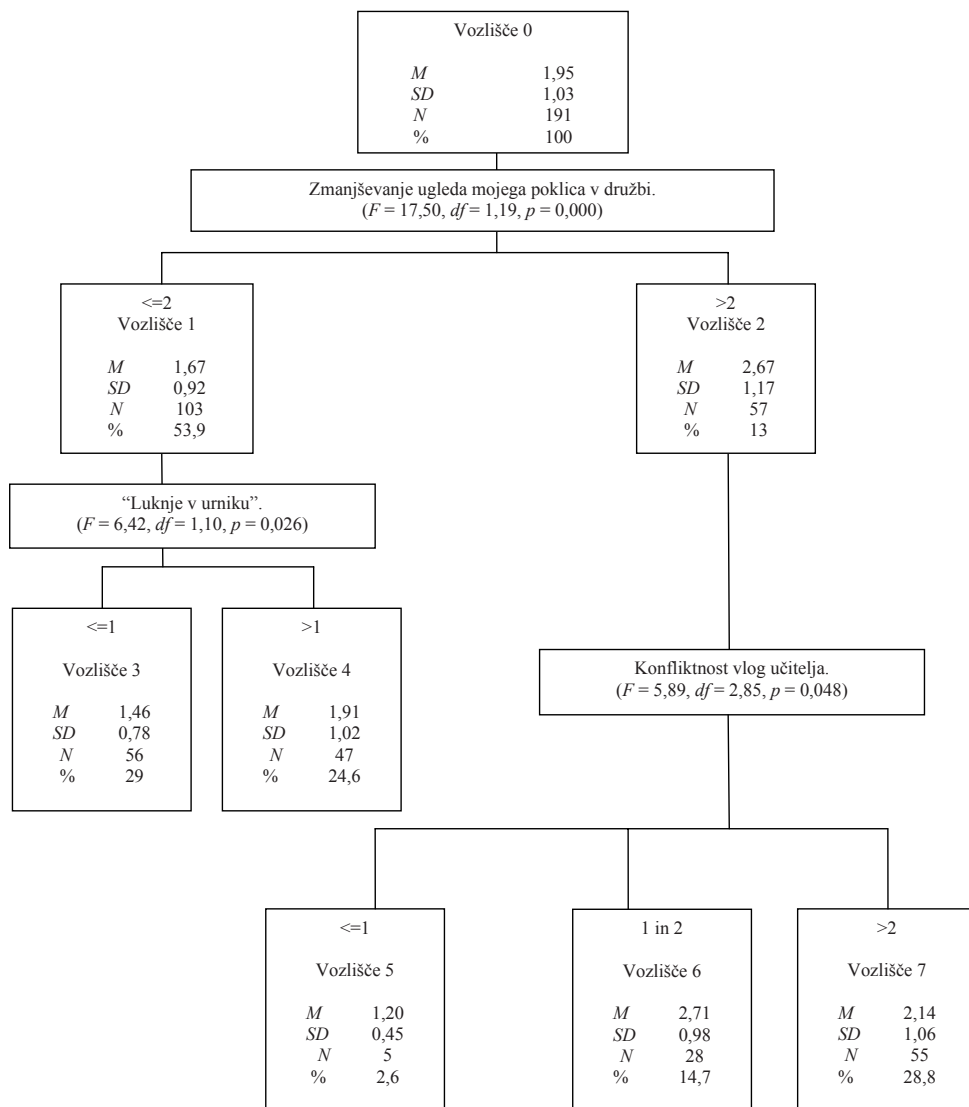 Vozlišče 0
M 1,95
SD 1,03
N 191
% 100
Zmanjševanje ugleda mojega poklica v družbi.
(F = 17,50, df = 1,19, p = 0,000)
<=2
Vozlišče 1
M 1,67
SD 0,92
N 103
% 53,9
>2
Vozlišče 2
M 2,67
SD 1,17
N 57
% 13
“Luknje v urniku”.
(F = 6,42, df = 1,10, p = 0,026)
<=1
Vozlišče 3
M 1,46
SD 0,78
N 56
% 29
>1
Vozlišče 4
M 1,91
SD 1,02
N 47
% 24,6
Konfliktnost vlog učitelja.
(F = 5,89, df = 2,85, p = 0,048)
<=1
Vozlišče 5
M 1,20
SD 0,45
N 5
% 2,6
1 in 2
Vozlišče 6
M 2,71
SD 0,98
N 28
% 14,7
>2
Vozlišče 7
M 2,14
SD 1,06
N 55
% 28,8